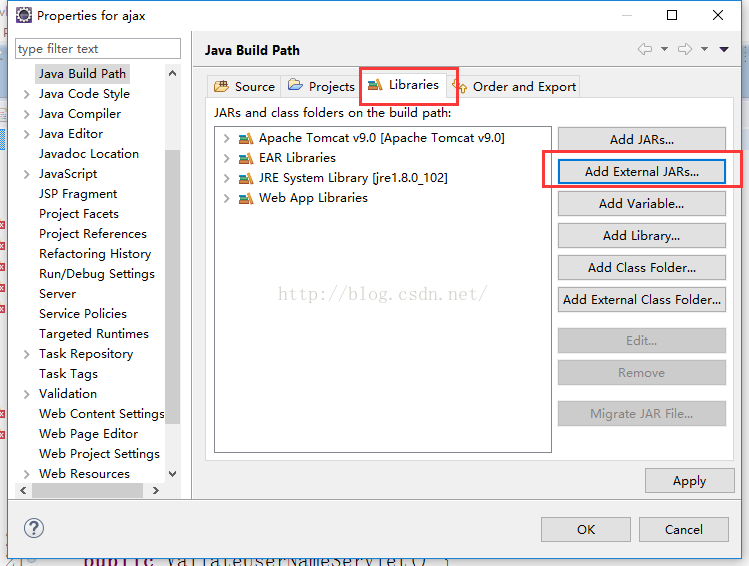 Properties for ajax
type filter text
Java Build Path
Java Code Style
Java Compiler
Java Editor
Javadoc Location
JavaScript
JSP Fragment
Project Facets
Project References
Refactoring History
Run/Debug Settings
Server
Service Policies
Targeted Runtimes
Task Repository
Task Tags
Validation
Web Content Settings
Web Page Editor
Web Project Settings
Web Resources
Java Build Path
Source
Projects
Libraries
Order and Export
JARs and class folders on the build path:
Apache Tomcat v9.0 [Apache Tomcat v9.0]
EAR Libraries
JRE System Library [jre1.8.0_102]
Web App Libraries
http://blog.csdn.net/
Add JARs...
Add External JARs...
Add Variable...
Add Library...
Add Class Folder...
Add External Class Folder...
Edit...
Remove
Migrate JAR File...
Apply
OK
Cancel